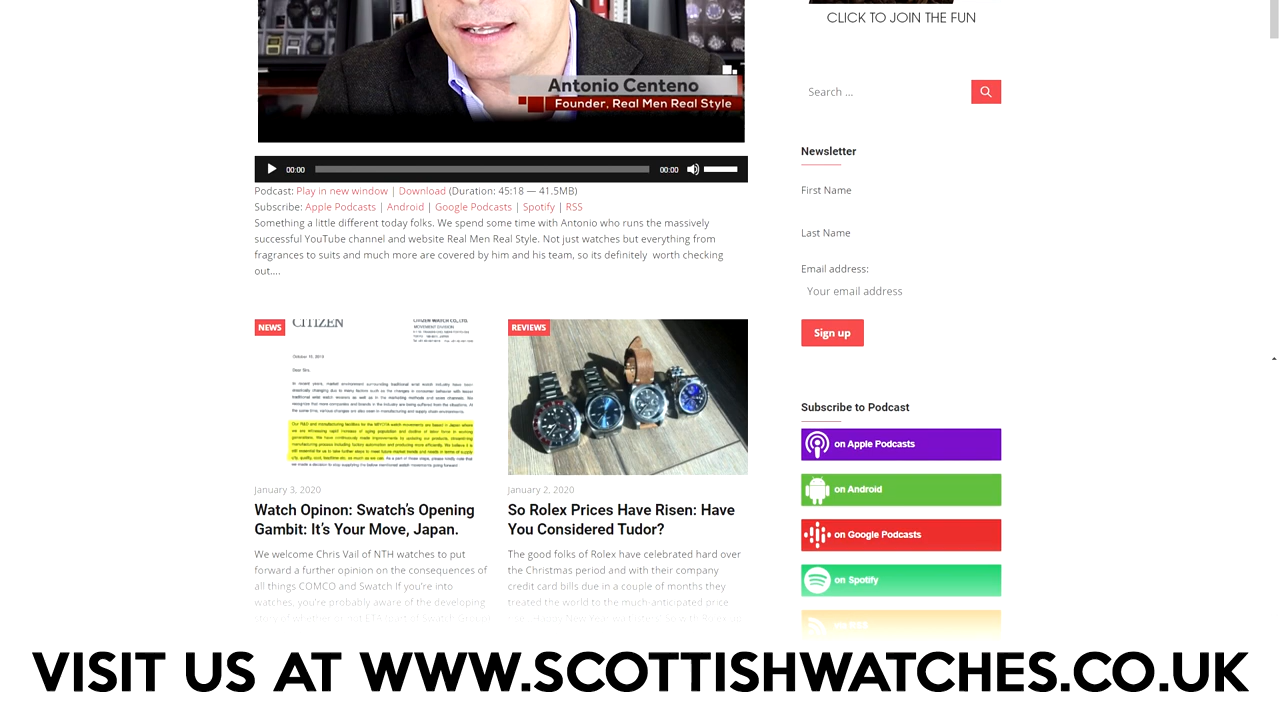 CLICK TO JOIN THE FUN
Antonio Centeno
Founder, Real Men Real Style
Search ...
00:00 00:00
Podcast: Play in new window | Download (Duration: 45:18 — 41.5MB)
Subscribe: Apple Podcasts | Android | Google Podcasts | Spotify | RSS
Something a little different today folks. We spend some time with Antonio who runs the massively
successful YouTube channel and website Real Men Real Style. Not just watches but everything from
fragrances to suits and much more are covered by him and his team, so its definitely worth checking
out....
Newsletter
First Name
Last Name
Email address:
Your email address
Sign up
NEWS
CITIZEN
CITIZEN WATCH CO., LTD.
MOVEMENT DIVISION
Dear Sirs,
January 3, 2020
Watch Opinon: Swatch's Opening
Gambit: It's Your Move, Japan.
We welcome Chris Vail of NTH watches to put
forward a further opinion on the consequences of
all things COMCO and Swatch If you're into
watches, you're probably aware of the developing
REVIEWS
January 2, 2020
So Rolex Prices Have Risen: Have
You Considered Tudor?
The good folks of Rolex have celebrated hard over
the Christmas period and with their company
credit card bills due in a couple of months they
treated the world to the much-anticipated price
Subscribe to Podcast
on Apple Podcasts
on Android
on Google Podcasts
on Spotify
VISIT US AT WWW.SCOTTISHWATCHES.CO.UK